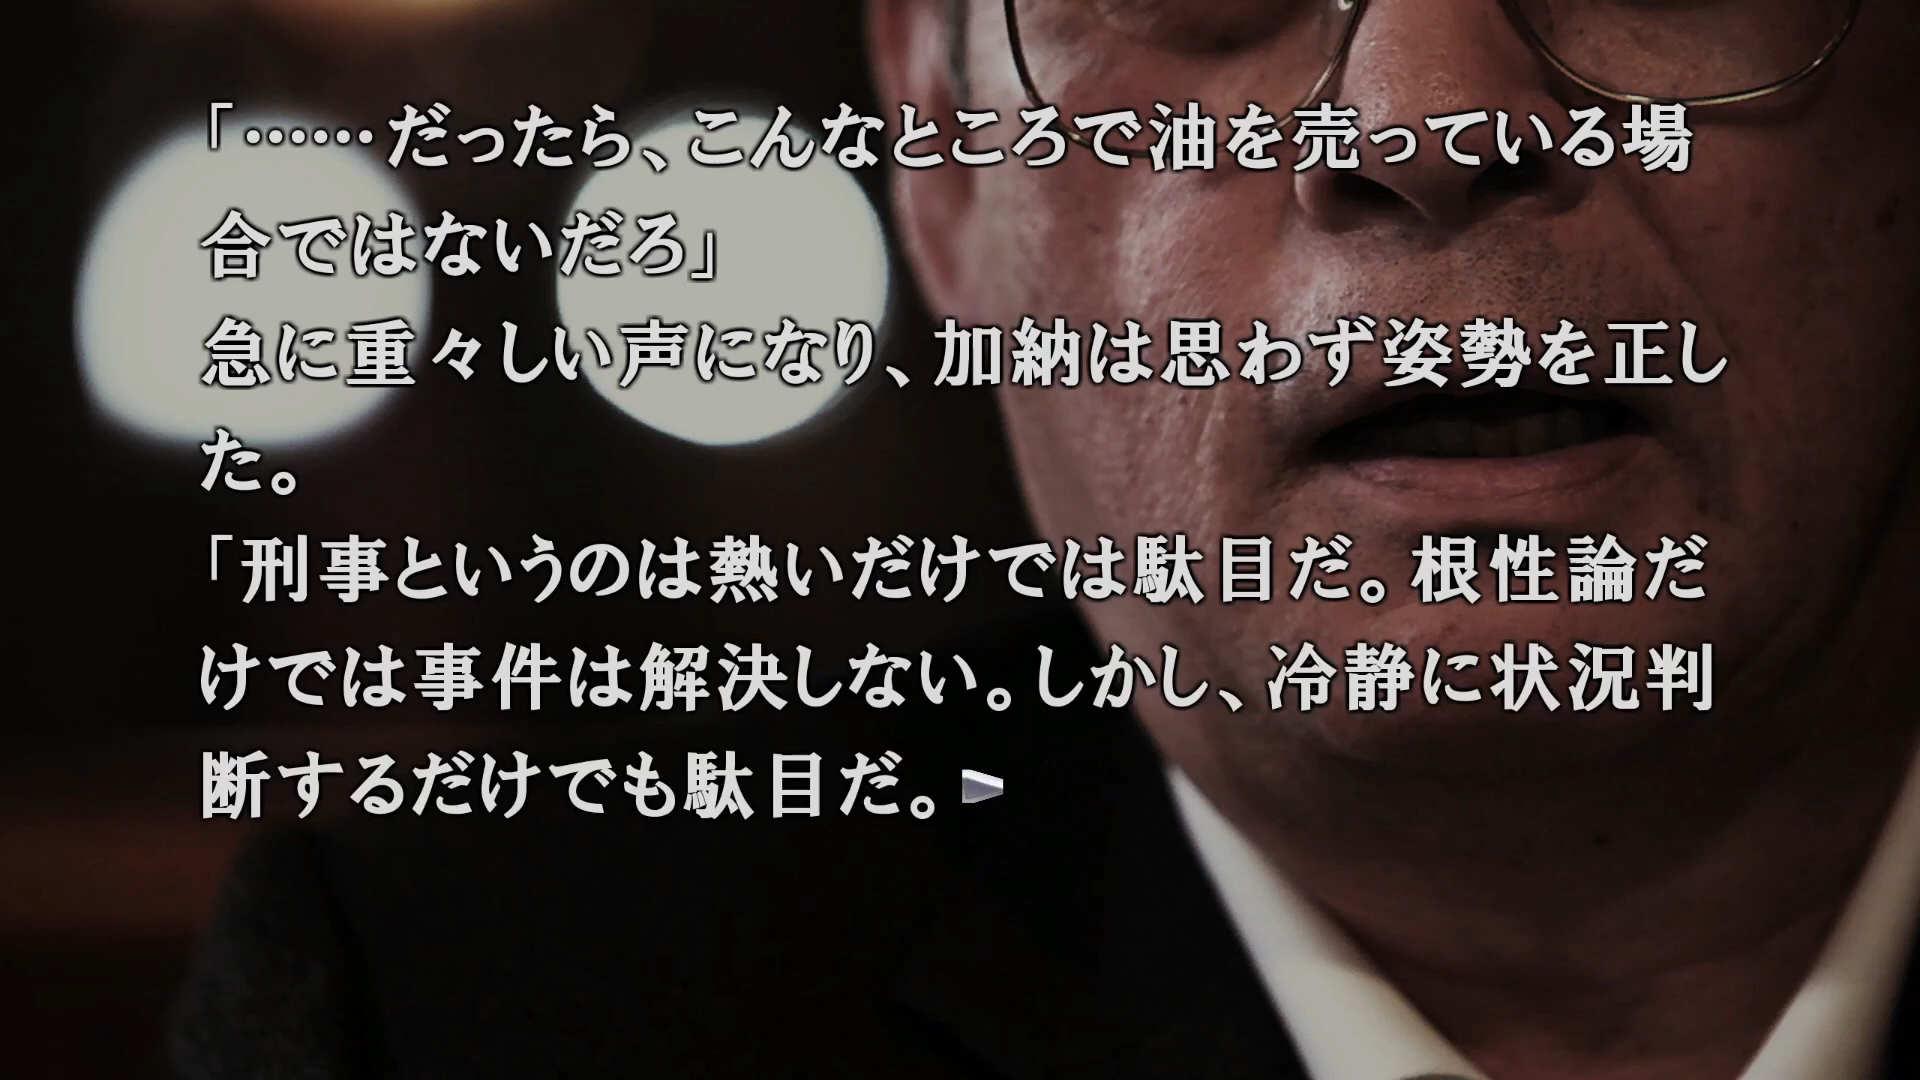 「……だったら、こんなところで油を売っている場
合ではないだろ」
急に重々しい声になり、加納は思わず姿勢を正し
た。
「刑事というのは熱いだけでは駄目だ。根性論だ
けでは事件は解決しない。しかし、冷静に状況判
断するだけでも駄目だ。